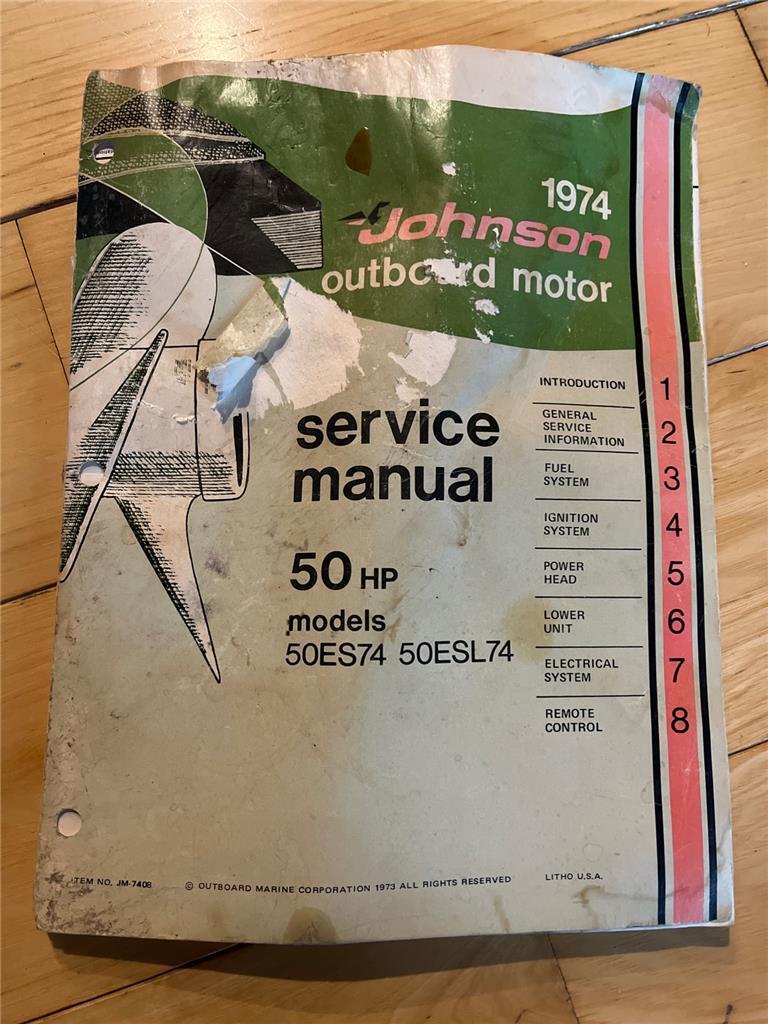 1974
Johnson
outboard motor
service
manual
50 HP
models
50ES74 50ESL74
INTRODUCTION 1
GENERAL
SERVICE
INFORMATION 2
FUEL
SYSTEM 3
IGNITION
SYSTEM 4
POWER
HEAD 5
LOWER
UNIT 6
ELECTRICAL
SYSTEM 7
REMOTE
CONTROL 8
ITEM NO. JM-7408 © OUTBOARD MARINE CORPORATION 1973 ALL RIGHTS RESERVED LITHO U.S.A.